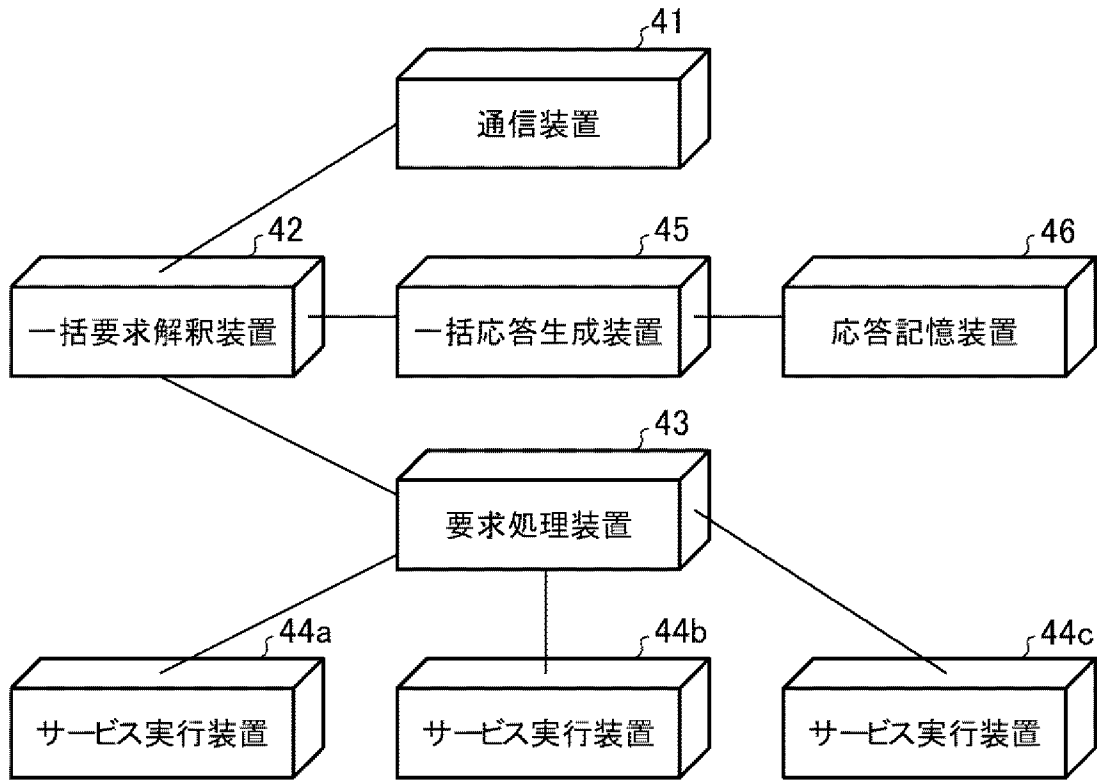 41
通信装置
42
一括要求解釈装置
45
一括応答生成装置
46
応答記憶装置
43
要求処理装置
44a
サービス実行装置
44b
サービス実行装置
44c
サービス実行装置